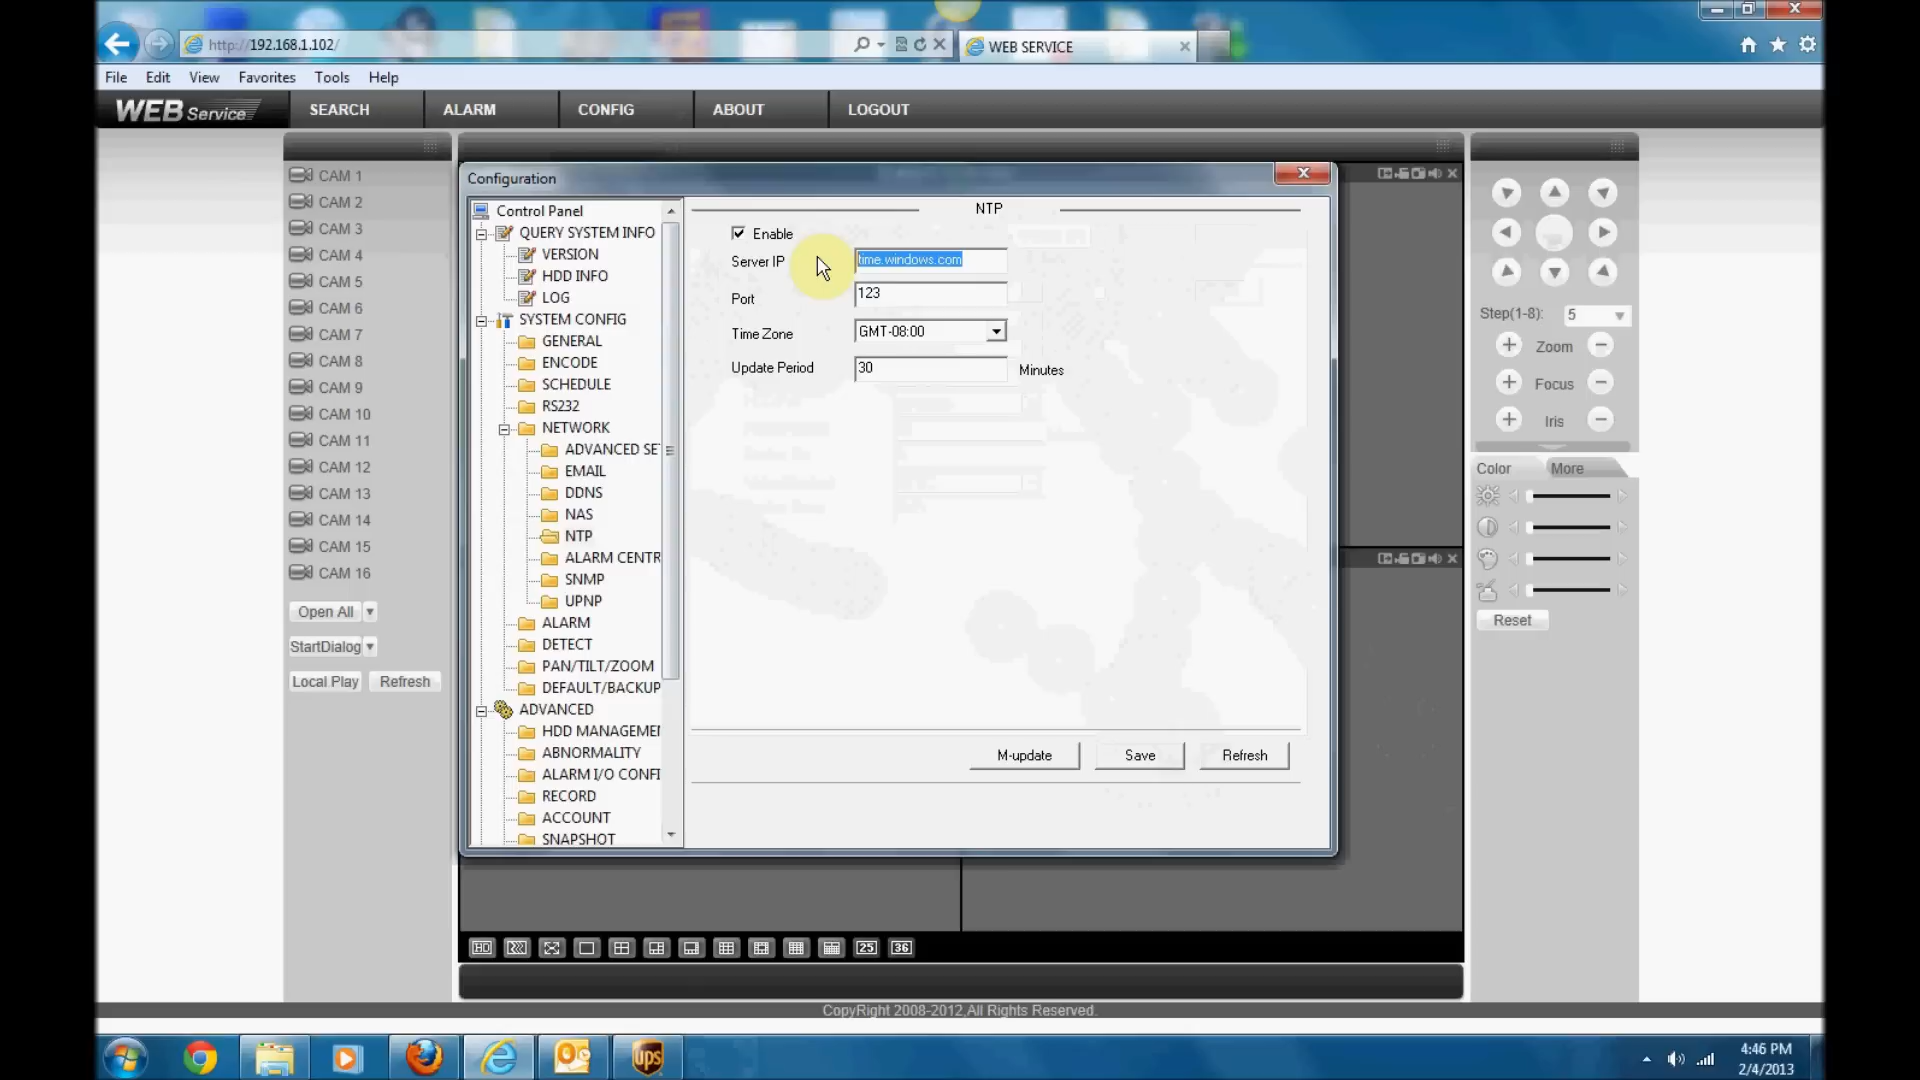 http://192.168.1.102/
WEB SERVICE
File Edit View Favorites Tools Help
WEB Service
SEARCH ALARM CONFIG ABOUT LOGOUT
CAM 1
CAM 2
CAM 3
CAM 4
CAM 5
CAM 6
CAM 7
CAM 8
CAM 9
CAM 10
CAM 11
CAM 12
CAM 13
CAM 14
CAM 15
CAM 16
Open All
StartDialog
Local Play Refresh
Configuration
Control Panel
QUERY SYSTEM INFO
VERSION
HDD INFO
LOG
SYSTEM CONFIG
GENERAL
ENCODE
SCHEDULE
RS232
NETWORK
ADVANCED SE
EMAIL
DDNS
NAS
NTP
ALARM CENTR
SNMP
UPNP
ALARM
DETECT
PAN/TILT/ZOOM
DEFAULT/BACKUP
ADVANCED
HDD MANAGEMEN
ABNORMALITY
ALARM I/O CONFI
RECORD
ACCOUNT
SNAPSHOT
NTP
Enable
Server IP time.windows.com
Port 123
Time Zone GMT-08:00
Update Period 30 Minutes
M-update Save Refresh
Step(1-8): 5
Zoom
Focus
Iris
Color More
Reset
HD 25 36
CopyRight 2008-2012,All Rights Reserved.
ups
4:46 PM
2/4/2013